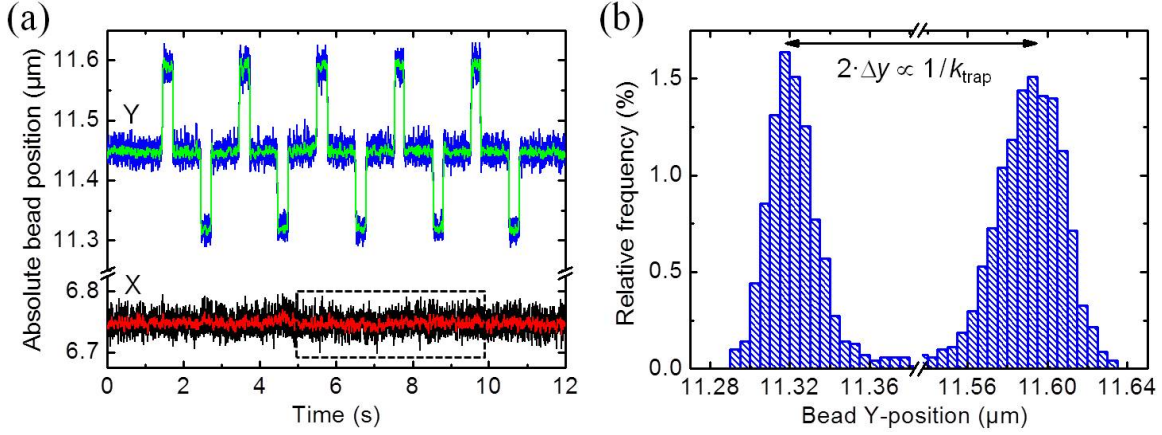 (a)
Absolute bead position (µm)
11.6
11.5
11.4
11.3
6.8
6.7
Y
X
0 2 4 6 8 10 12
Time (s)
(b)
Relative frequency (%)
1.5
1.0
0.5
0.0
2·Δy ∝ 1/k_trap
11.28 11.32 11.36 11.56 11.60 11.64
Bead Y-position (µm)